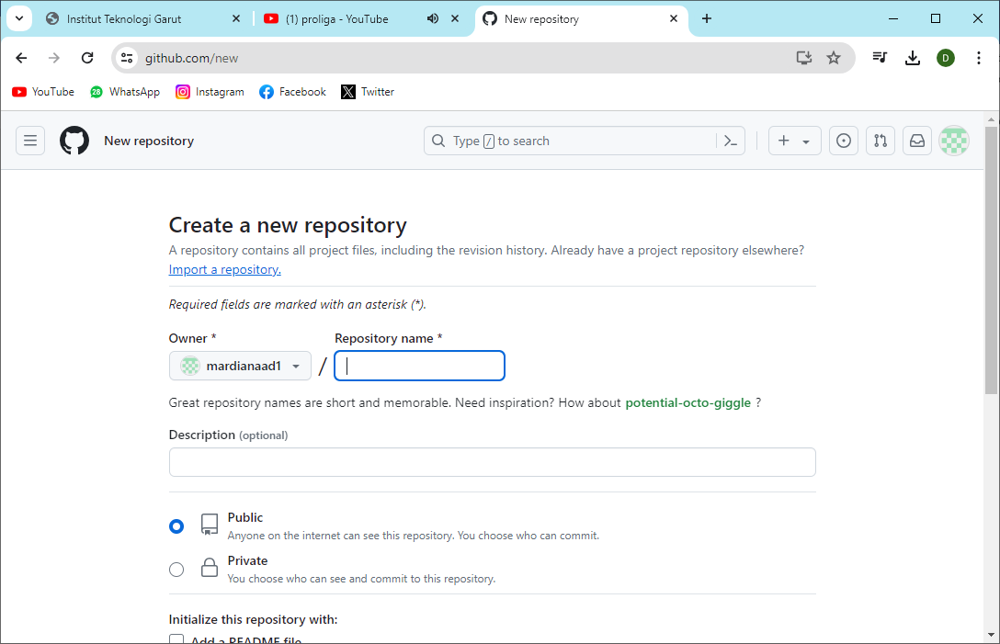 Institut Teknologi Garut
(1) proliga - YouTube
New repository
github.com/new
D
YouTube
28
WhatsApp
Instagram
Facebook
Twitter
New repository
Type / to search
Create a new repository
A repository contains all project files, including the revision history. Already have a project repository elsewhere?
Import a repository.
Required fields are marked with an asterisk (*).
Owner *
Repository name *
mardianaad1
/
Great repository names are short and memorable. Need inspiration? How about potential-octo-giggle ?
Description (optional)
Public
Anyone on the internet can see this repository. You choose who can commit.
Private
You choose who can see and commit to this repository.
Initialize this repository with:
Add a README file